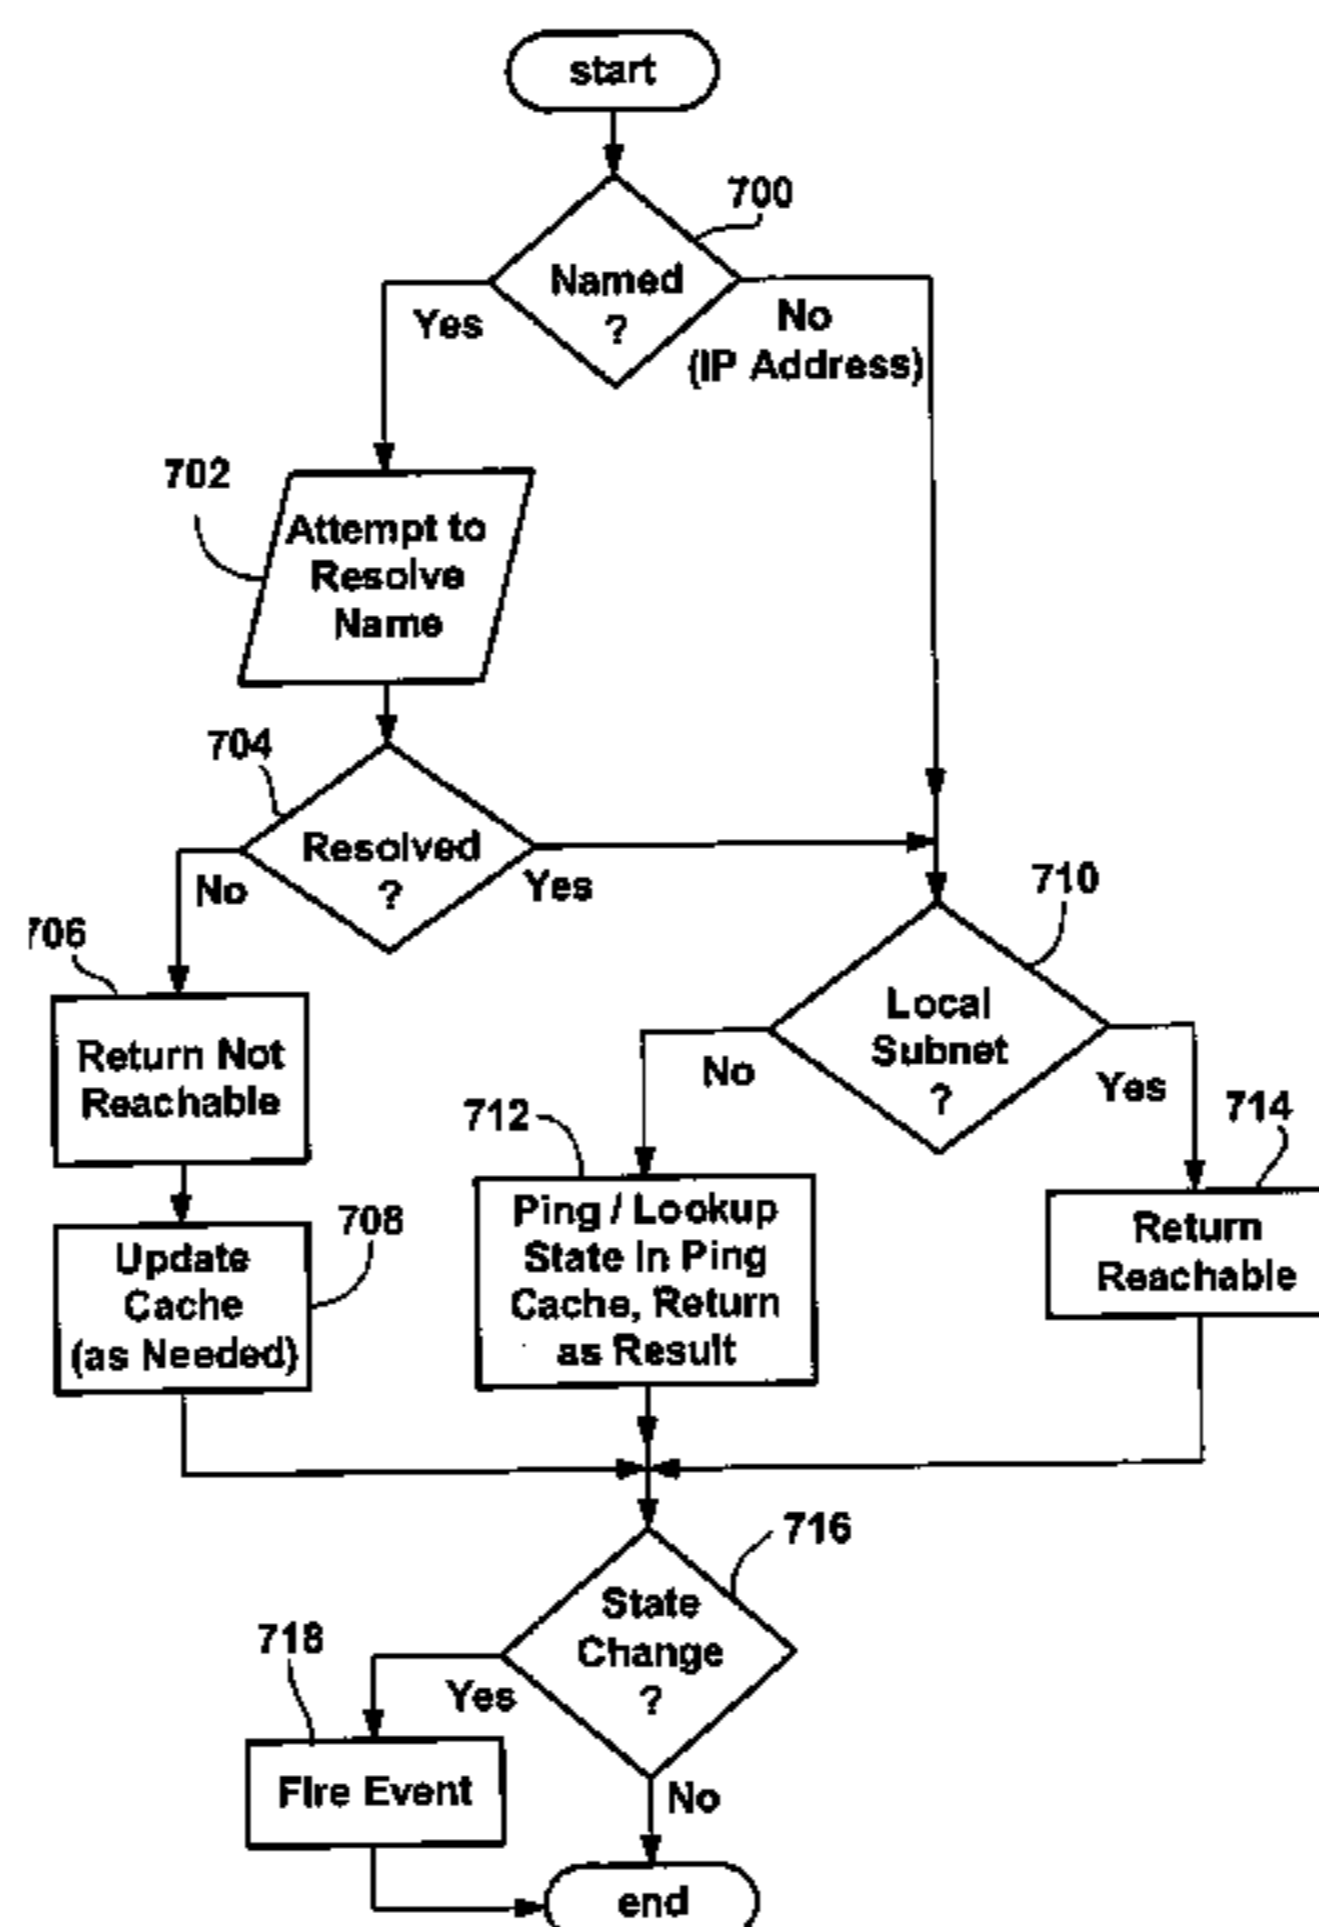 start
700
Named
?
Yes
No
(IP Address)
702
Attempt to
Resolve
Name
704
Resolved
?
No
Yes
706
Return Not
Reachable
710
Local
Subnet
?
No
Yes
708
Update
Cache
(as Needed)
712
Ping / Lookup
State In Ping
Cache, Return
as Result
714
Return
Reachable
716
State
Change
?
Yes
No
718
Fire Event
end